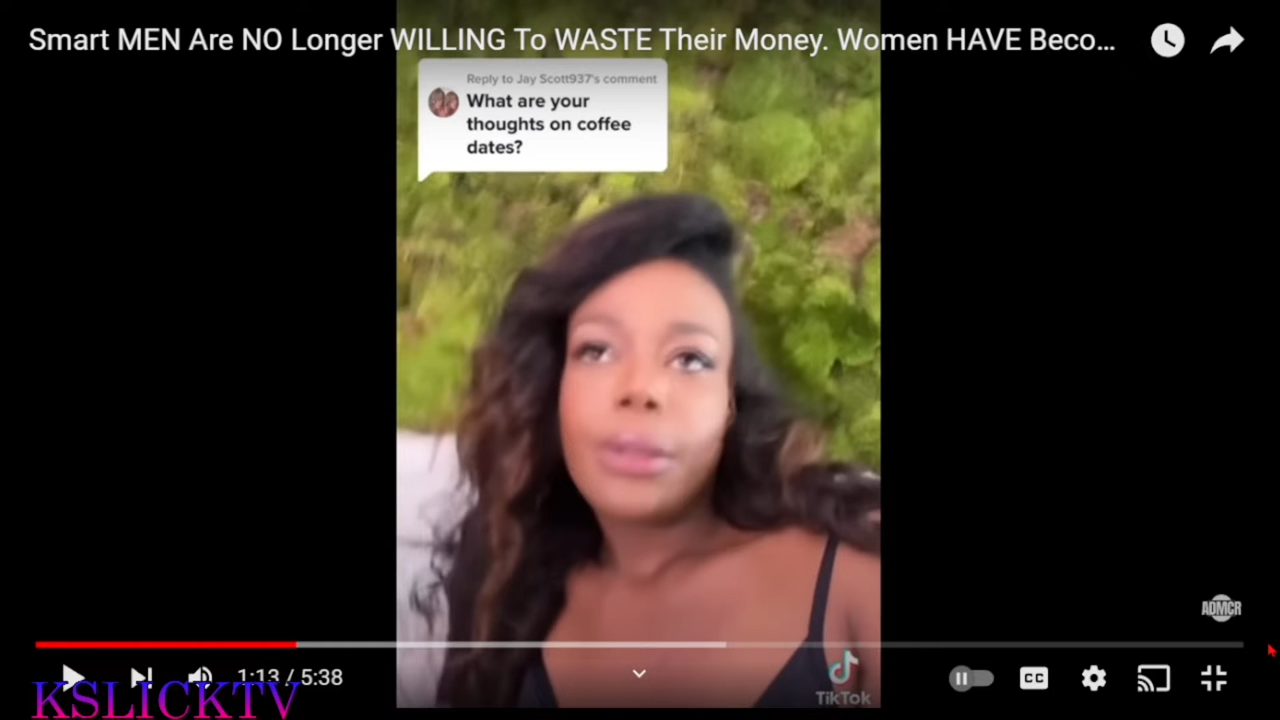 Smart MEN Are NO Longer WILLING To WASTE Their Money. Women HAVE Beco...
Reply to Jay Scott937's comment
What are your
thoughts on coffee
dates?
ADMCR
1:13 / 5:38
CC
TikTok
KSLICKTV